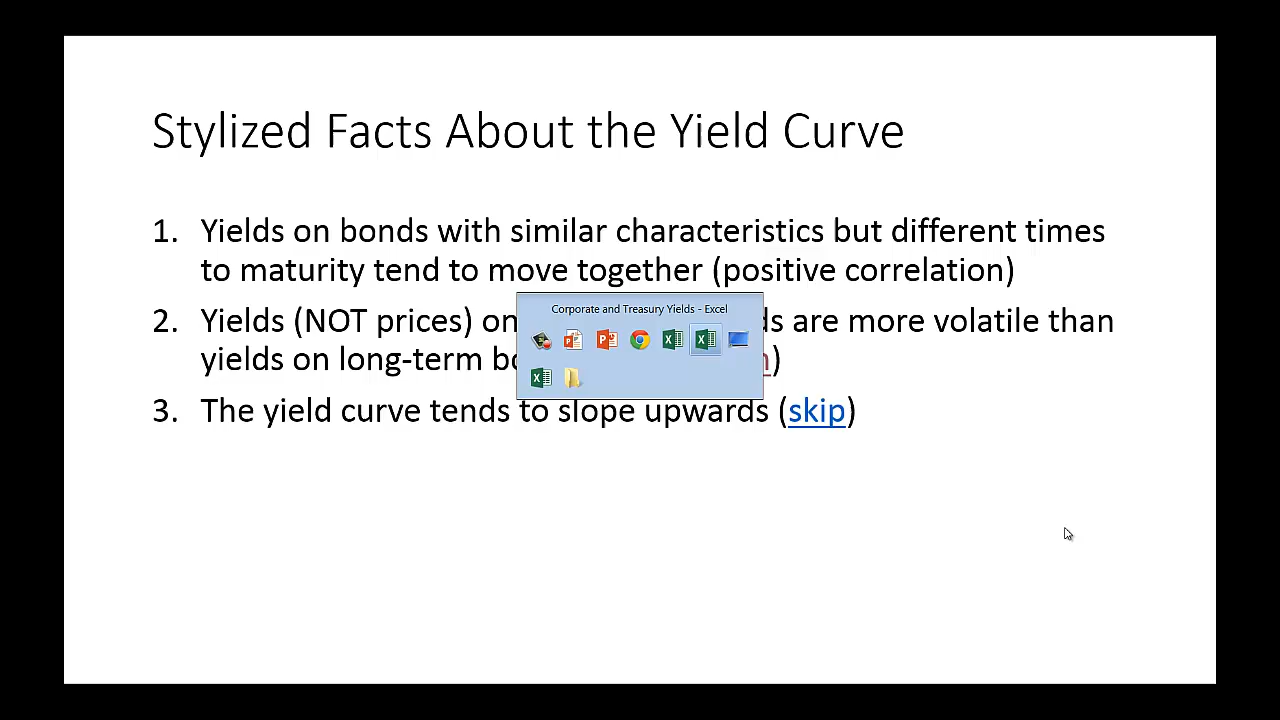 Stylized Facts About the Yield Curve
1. Yields on bonds with similar characteristics but different times
to maturity tend to move together (positive correlation)
Corporate and Treasury Yields - Excel
2. Yields (NOT prices) on are more volatile than
yields on long-term
3. The yield curve tends to slope upwards (skip)